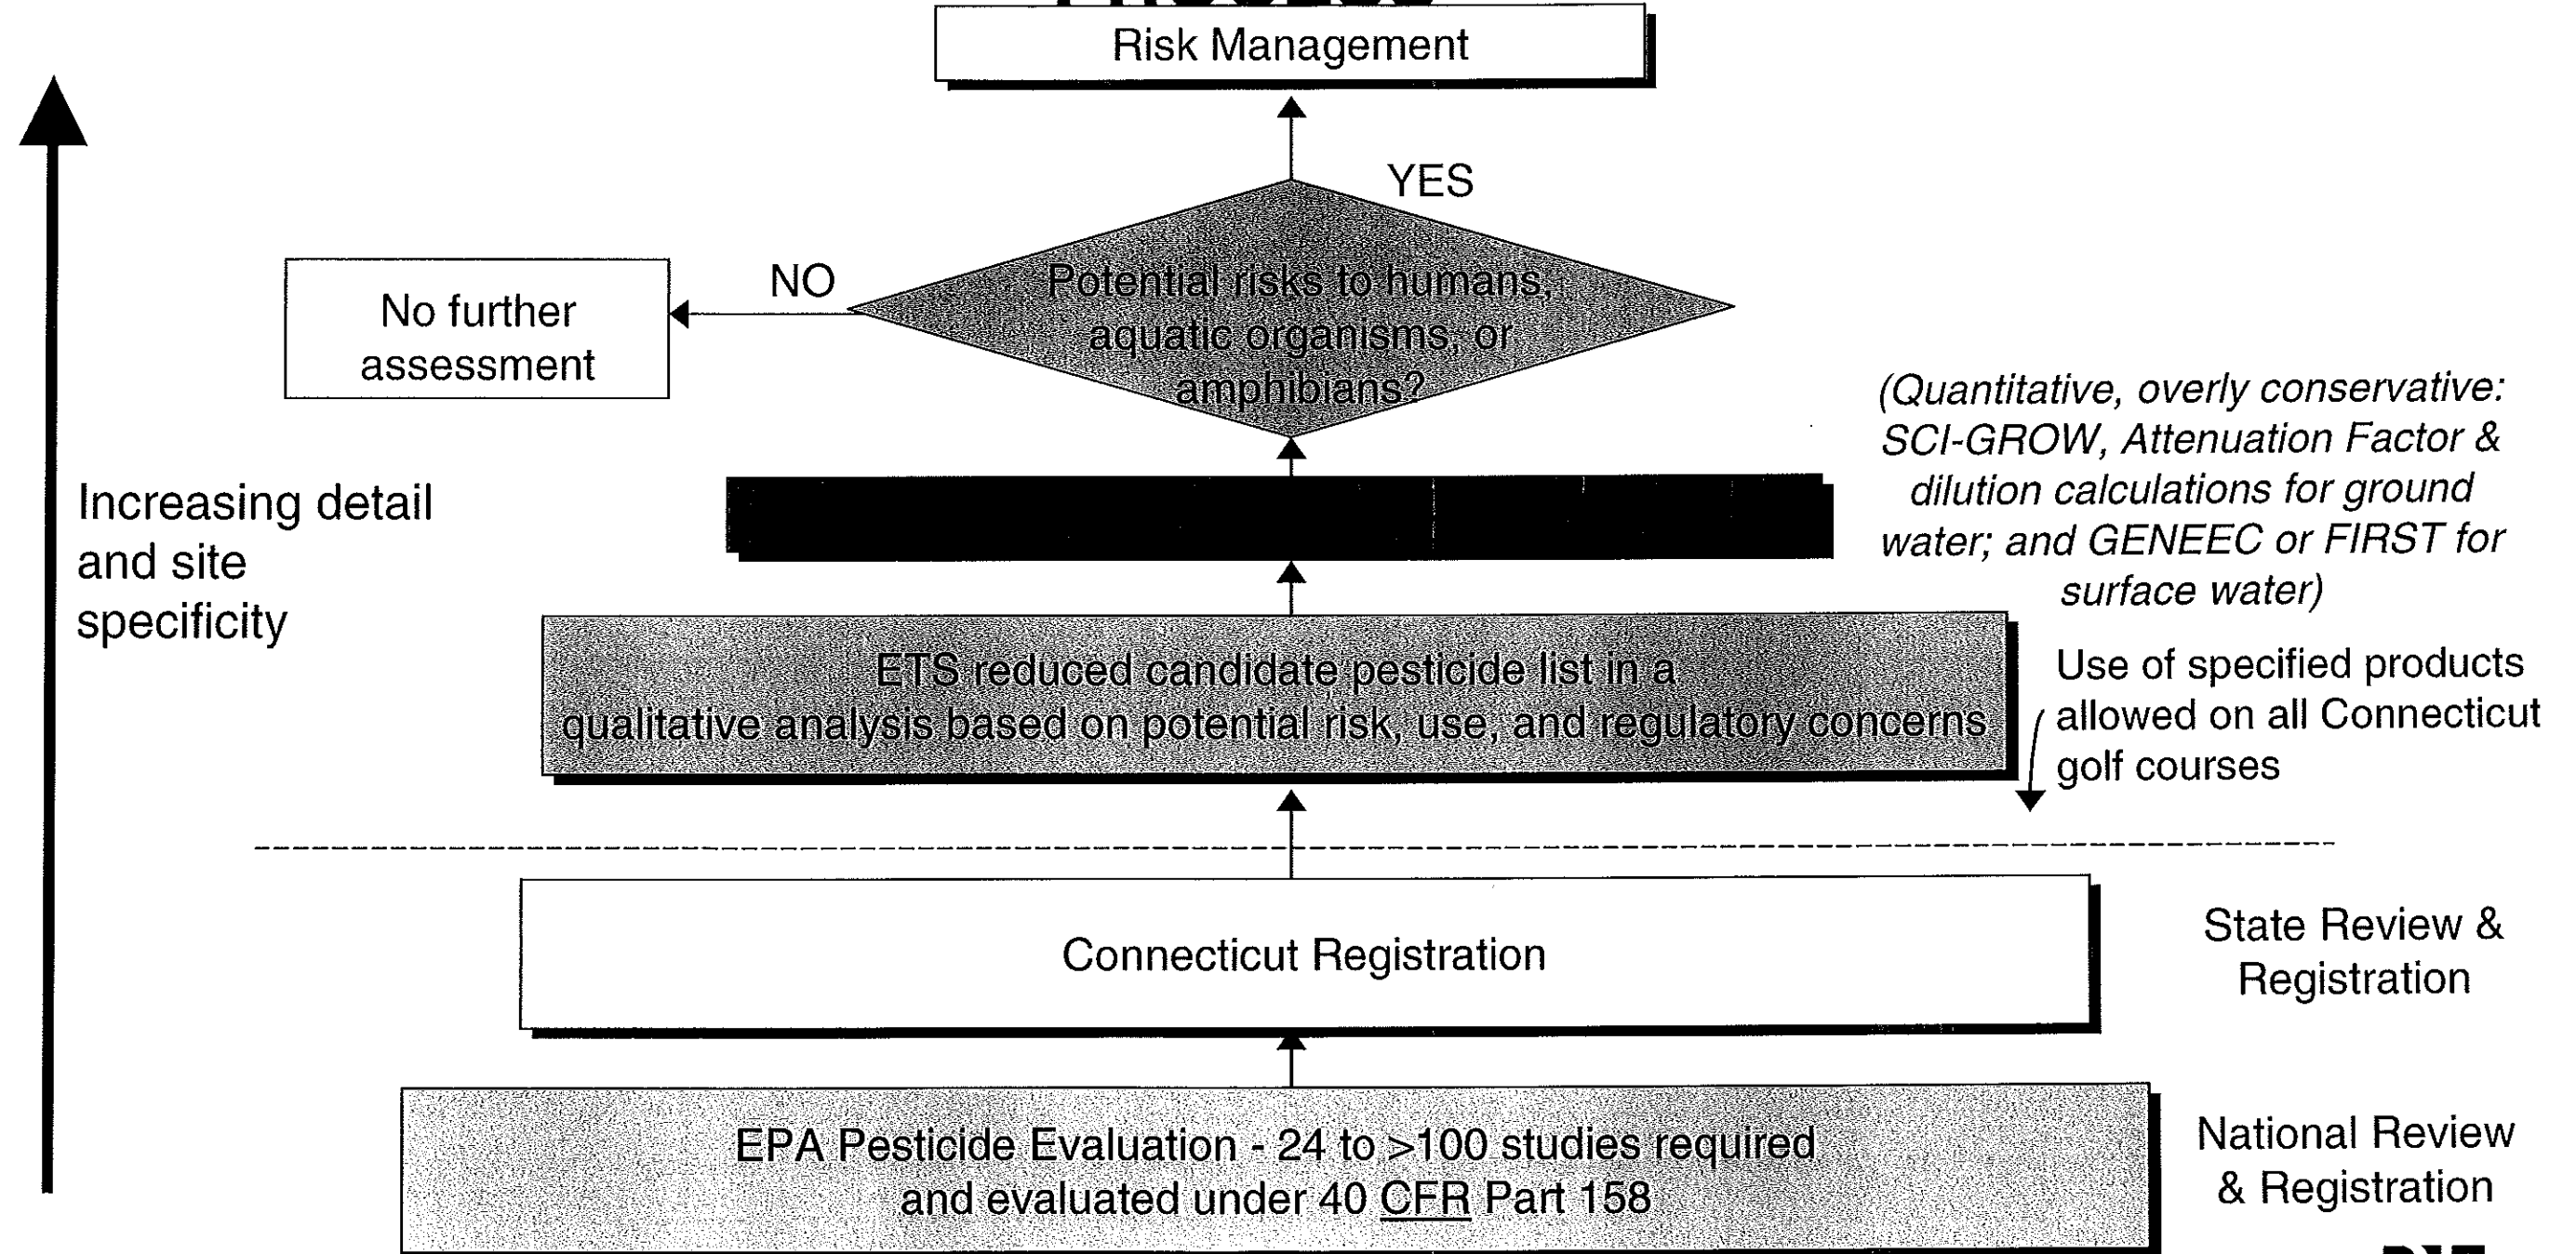 Risk Management
YES
NO
Potential risks to humans,
aquatic organisms, or
amphibians?
No further
assessment
(Quantitative, overly conservative:
SCI-GROW, Attenuation Factor &
dilution calculations for ground
water; and GENEEC or FIRST for
surface water)
Increasing detail
and site
specificity
ETS reduced candidate pesticide list in a
qualitative analysis based on potential risk, use, and regulatory concerns
Use of specified products
allowed on all Connecticut
golf courses
Connecticut Registration
State Review &
Registration
EPA Pesticide Evaluation - 24 to >100 studies required
and evaluated under 40 CFR Part 158
National Review
& Registration